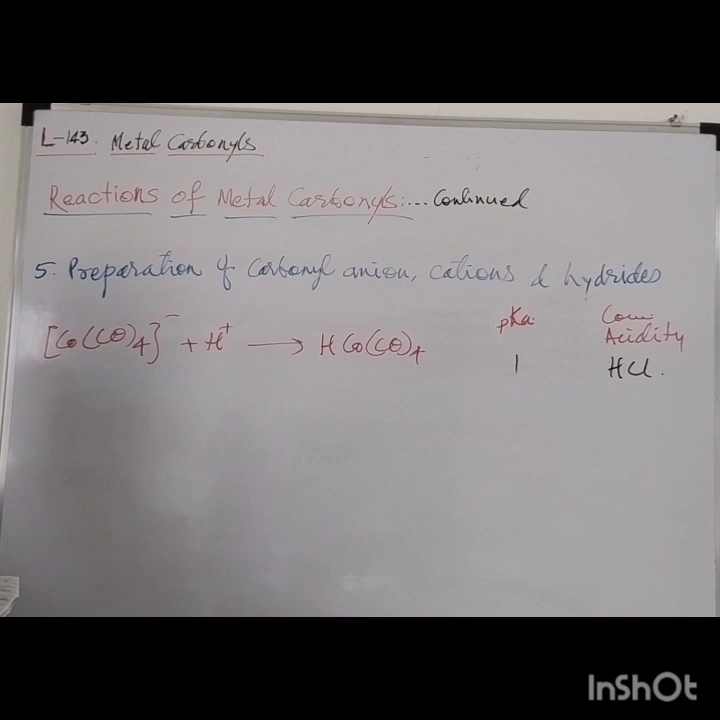 L-143. Metal Carbonyls
Reactions of Metal Carbonyls:... Continued
5. Preparation of Carbonyl anion, cations & hydrides
[Co(CO)4]⁻ + H⁺ → HCo(CO)4
pKa
Com Acidity
1
HCl.
InShOt